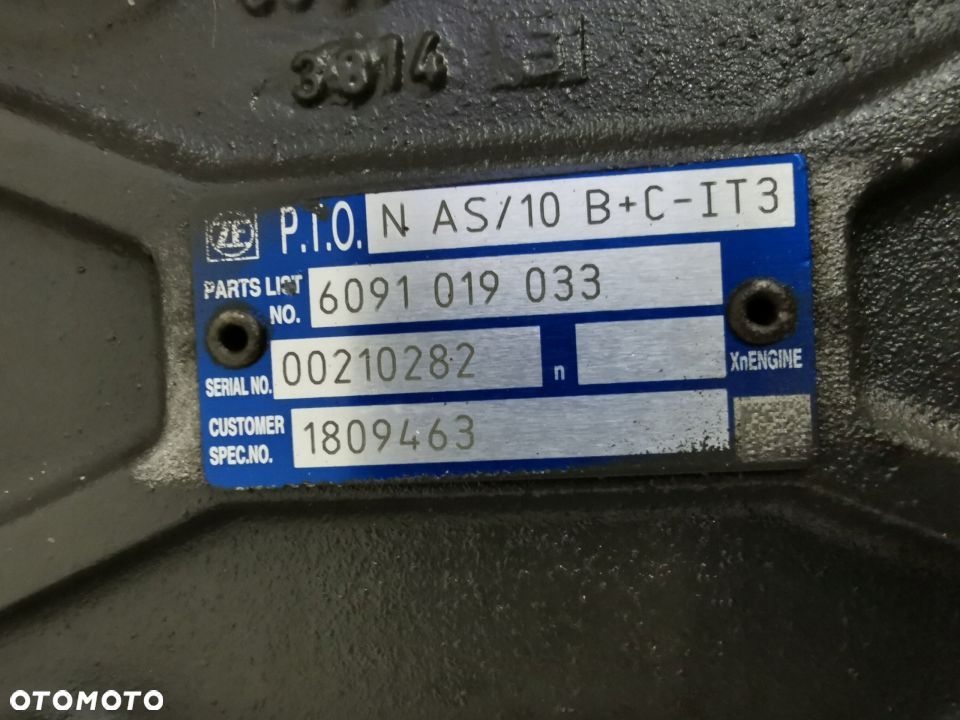 3814
ZF P.T.O. N AS/10 B+C-IT3
PARTS LIST NO. 6091 019 033
SERIAL NO. 00210282 n XnENGINE
CUSTOMER SPEC.NO. 1809463
OTOMOTO